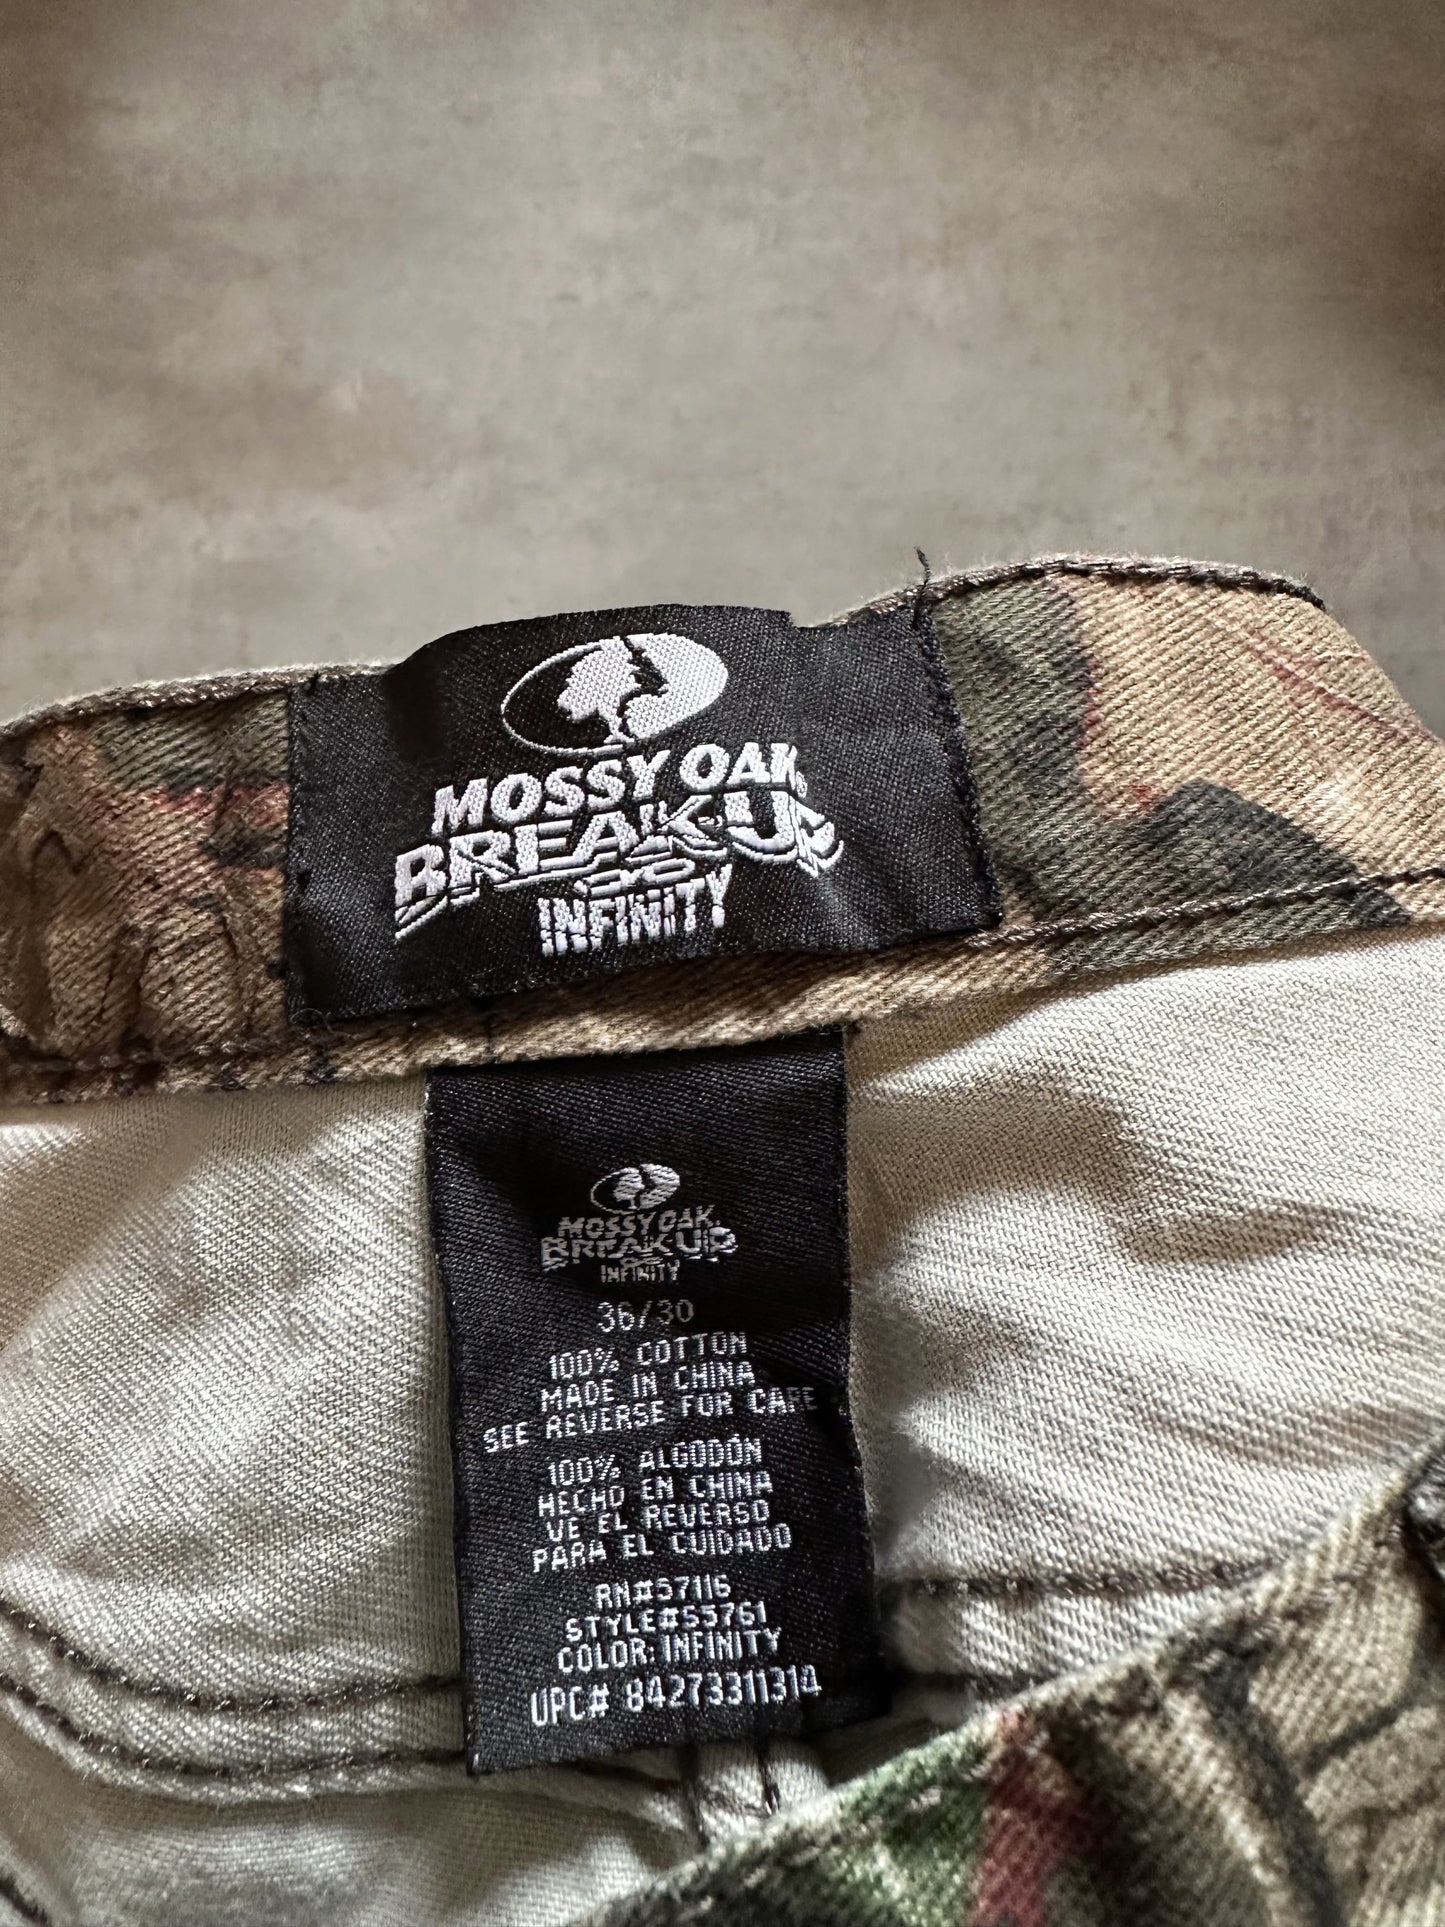 MOSSY OAK
BREAK-UP
INFINITY
MOSSY OAK
BREAK UP
INFINITY
36/30
100% COTTON
MADE IN CHINA
SEE REVERSE FOR CARE
100% ALGODÓN
HECHO EN CHINA
VE EL REVERSO
PARA EL CUIDADO
RN#57116
STYLE#55761
COLOR: INFINITY
UPC# 84273311314